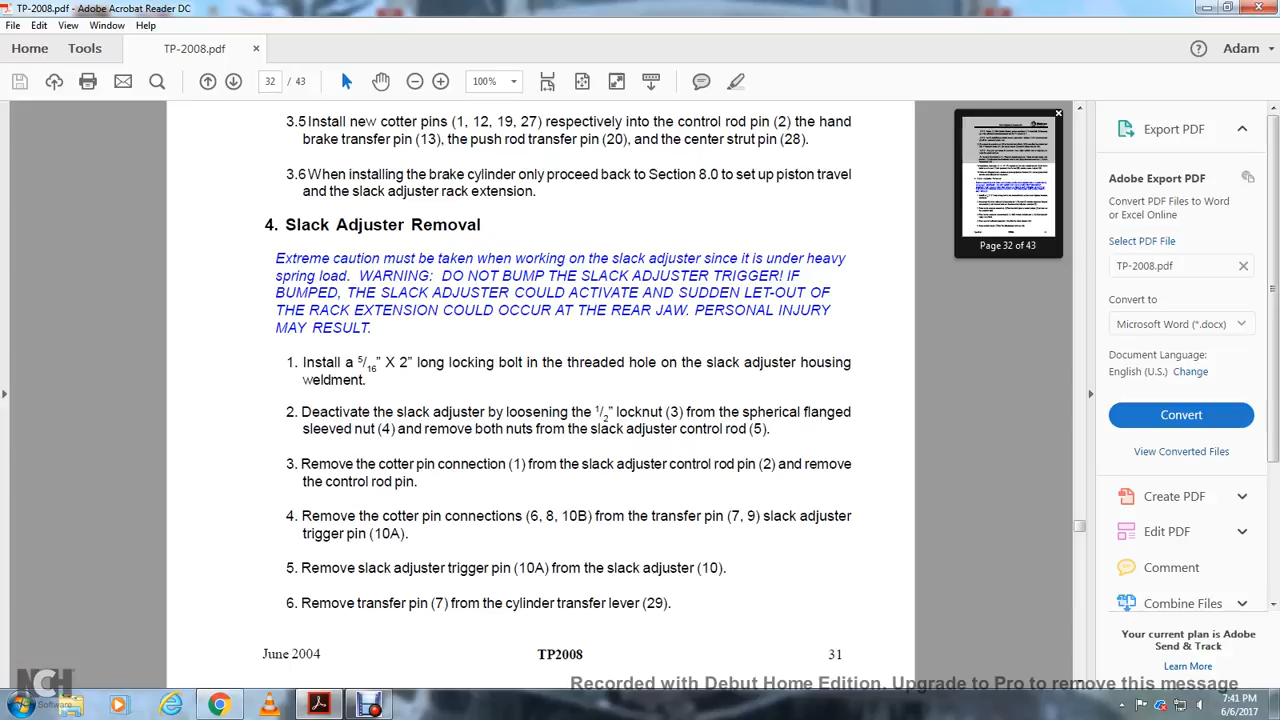 TP-2008.pdf - Adobe Acrobat Reader DC
File Edit View Window Help
Home Tools TP-2008.pdf × Adam
32 / 43 100%
3.5 Install new cotter pins (1, 12, 19, 27) respectively into the control rod pin (2) the hand
brake transfer pin (13), the push rod transfer pin (20), and the center strut pin (28).
3.6 When installing the brake cylinder only proceed back to Section 8.0 to set up piston travel
and the slack adjuster rack extension.
4. Slack Adjuster Removal
Extreme caution must be taken when working on the slack adjuster since it is under heavy
spring load. WARNING: DO NOT BUMP THE SLACK ADJUSTER TRIGGER! IF
BUMPED, THE SLACK ADJUSTER COULD ACTIVATE AND SUDDEN LET-OUT OF
THE RACK EXTENSION COULD OCCUR AT THE REAR JAW. PERSONAL INJURY
MAY RESULT.
1. Install a 5/16" X 2" long locking bolt in the threaded hole on the slack adjuster housing
weldment.
2. Deactivate the slack adjuster by loosening the 1/2" locknut (3) from the spherical flanged
sleeved nut (4) and remove both nuts from the slack adjuster control rod (5).
3. Remove the cotter pin connection (1) from the slack adjuster control rod pin (2) and remove
the control rod pin.
4. Remove the cotter pin connections (6, 8, 10B) from the transfer pin (7, 9) slack adjuster
trigger pin (10A).
5. Remove slack adjuster trigger pin (10A) from the slack adjuster (10).
6. Remove transfer pin (7) from the cylinder transfer lever (29).
June 2004 TP2008 31
Page 32 of 43
Export PDF
Adobe Export PDF
Convert PDF Files to Word
or Excel Online
Select PDF File
TP-2008.pdf
Convert to
Microsoft Word (*.docx)
Document Language:
English (U.S.) Change
Convert
View Converted Files
Create PDF
Edit PDF
Comment
Combine Files
Your current plan is Adobe
Send & Track
Learn More
Recorded with Debut Home Edition. Upgrade to Pro to remove this message
NCH
Software
7:41 PM
6/6/2017